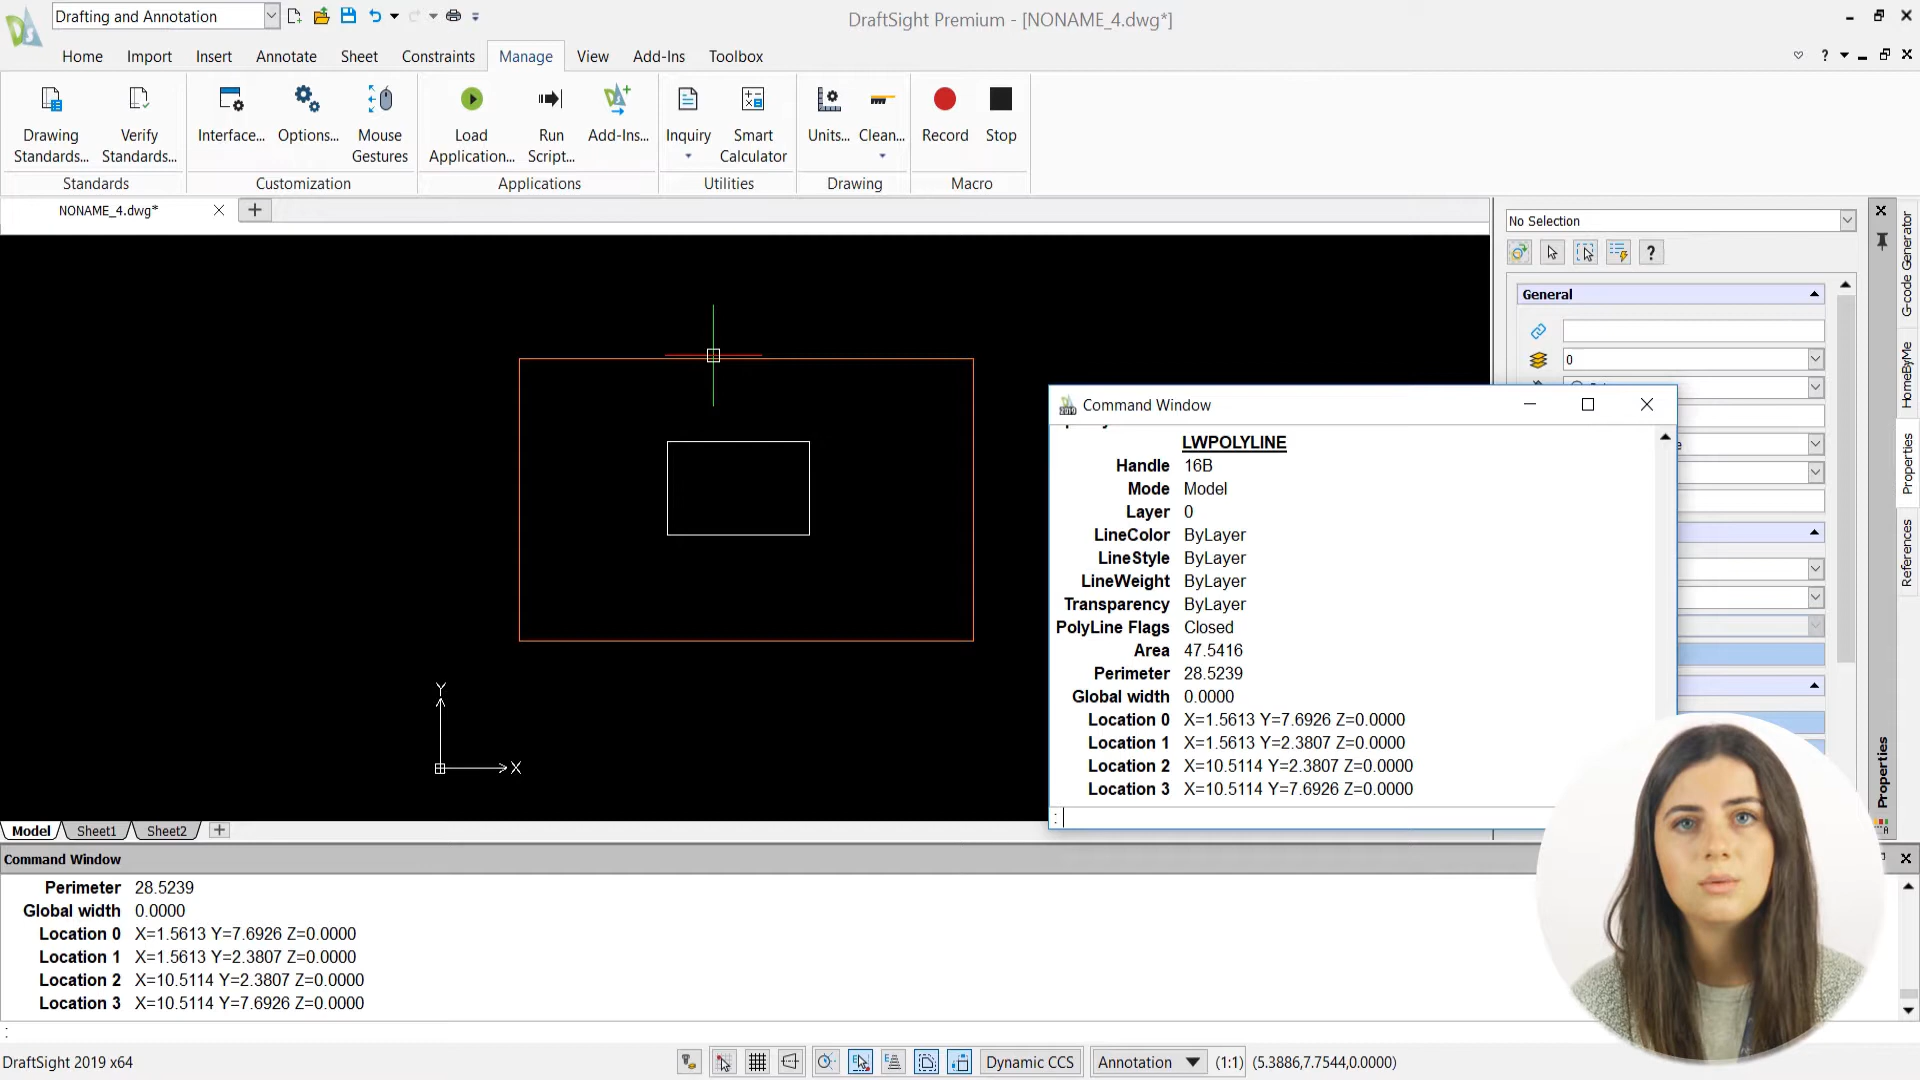 Drafting and Annotation
DraftSight Premium - [NONAME_4.dwg*]
Home Import Insert Annotate Sheet Constraints Manage View Add-Ins Toolbox
Drawing Standards...
Verify Standards...
Interface...
Options...
Mouse Gestures
Load Application...
Run Script...
Add-Ins...
Inquiry
Smart Calculator
Units...
Clean...
Record
Stop
Standards Customization Applications Utilities Drawing Macro
NONAME_4.dwg*
No Selection
General
0
G-code Generator
HomeByMe
Properties
References
Properties
Command Window
LWPOLYLINE
Handle 16B
Mode Model
Layer 0
LineColor ByLayer
LineStyle ByLayer
LineWeight ByLayer
Transparency ByLayer
PolyLine Flags Closed
Area 47.5416
Perimeter 28.5239
Global width 0.0000
Location 0 X=1.5613 Y=7.6926 Z=0.0000
Location 1 X=1.5613 Y=2.3807 Z=0.0000
Location 2 X=10.5114 Y=2.3807 Z=0.0000
Location 3 X=10.5114 Y=7.6926 Z=0.0000
:
Y
X
Model Sheet1 Sheet2
Command Window
Perimeter 28.5239
Global width 0.0000
Location 0 X=1.5613 Y=7.6926 Z=0.0000
Location 1 X=1.5613 Y=2.3807 Z=0.0000
Location 2 X=10.5114 Y=2.3807 Z=0.0000
Location 3 X=10.5114 Y=7.6926 Z=0.0000
:
DraftSight 2019 x64
Dynamic CCS
Annotation
(1:1)
(5.3886,7.7544,0.0000)